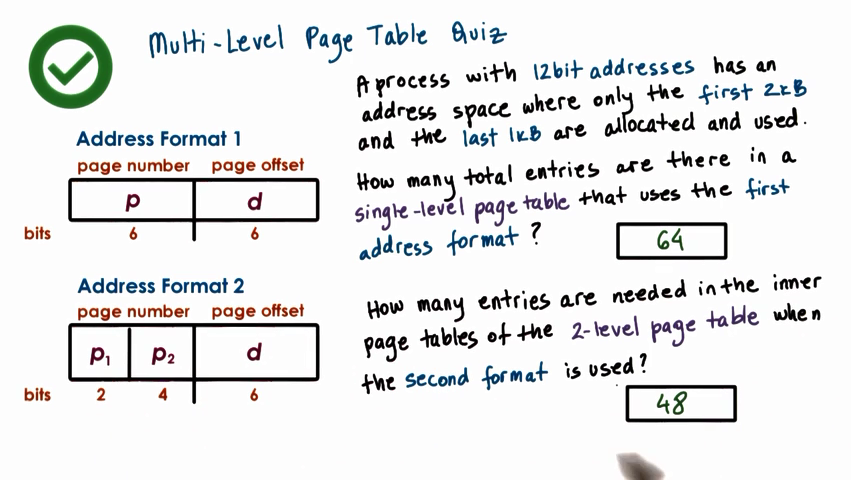 Multi-Level Page Table Quiz
A process with 12bit addresses has an
address space where only the first 2kB
and the last 1kB are allocated and used.
How many total entries are there in a
single-level page table that uses the first
address format?
64
Address Format 1
page number page offset
p d
bits 6 6
How many entries are needed in the inner
page tables of the 2-level page table when
the second format is used?
48
Address Format 2
page number page offset
p1 p2 d
bits 2 4 6